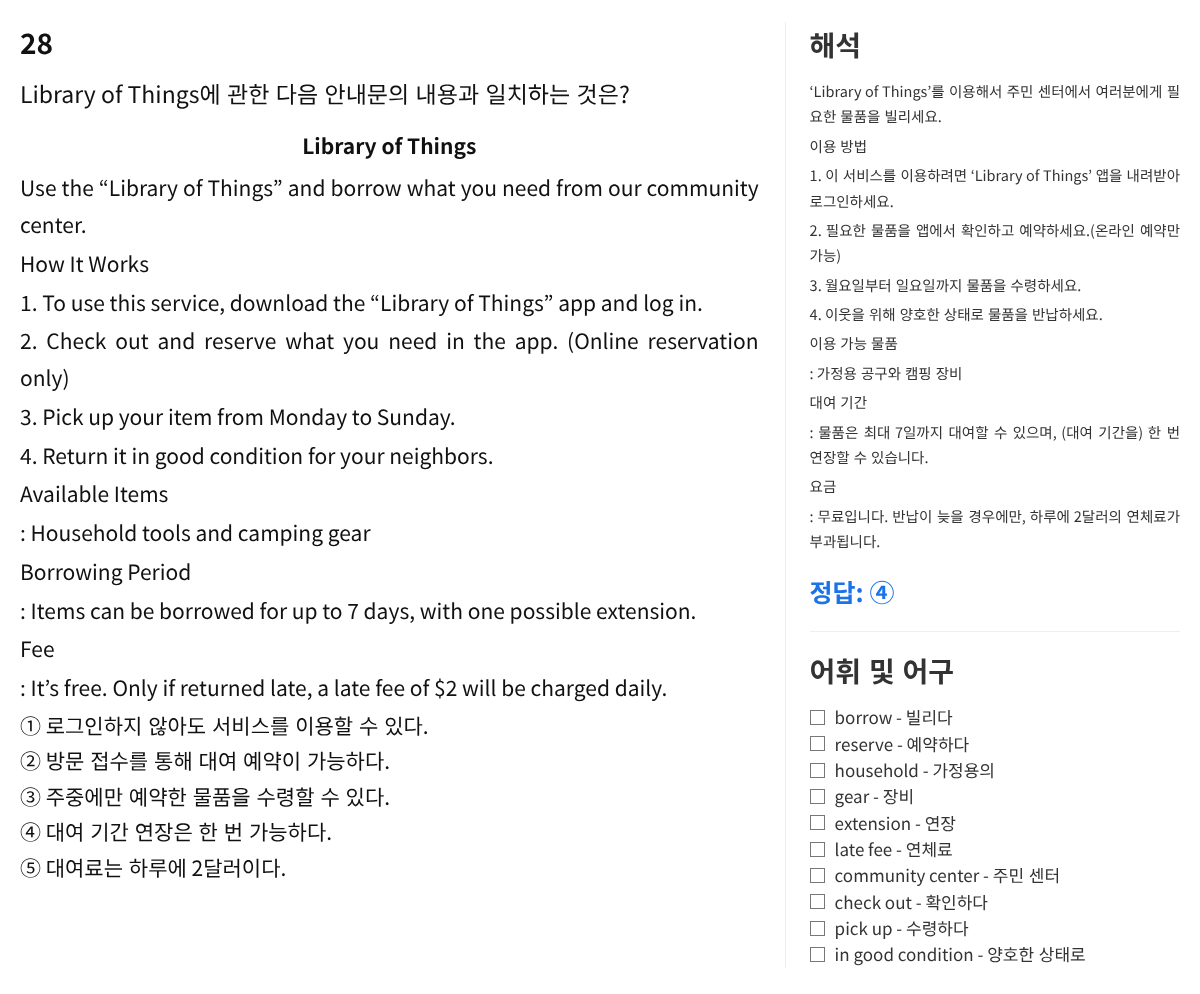 28
Library of Things에 관한 다음 안내문의 내용과 일치하는 것은?
Library of Things
Use the “Library of Things” and borrow what you need from our community
center.
How It Works
1. To use this service, download the “Library of Things” app and log in.
2. Check out and reserve what you need in the app. (Online reservation
only)
3. Pick up your item from Monday to Sunday.
4. Return it in good condition for your neighbors.
Available Items
: Household tools and camping gear
Borrowing Period
: Items can be borrowed for up to 7 days, with one possible extension.
Fee
: It’s free. Only if returned late, a late fee of $2 will be charged daily.
① 로그인하지 않아도 서비스를 이용할 수 있다.
② 방문 접수를 통해 대여 예약이 가능하다.
③ 주중에만 예약한 물품을 수령할 수 있다.
④ 대여 기간 연장은 한 번 가능하다.
⑤ 대여료는 하루에 2달러이다.
해석
‘Library of Things’를 이용해서 주민 센터에서 여러분에게 필
요한 물품을 빌리세요.
이용 방법
1. 이 서비스를 이용하려면 ‘Library of Things’ 앱을 내려받아
로그인하세요.
2. 필요한 물품을 앱에서 확인하고 예약하세요.(온라인 예약만
가능)
3. 월요일부터 일요일까지 물품을 수령하세요.
4. 이웃을 위해 양호한 상태로 물품을 반납하세요.
이용 가능 물품
: 가정용 공구와 캠핑 장비
대여 기간
: 물품은 최대 7일까지 대여할 수 있으며, (대여 기간을) 한 번
연장할 수 있습니다.
요금
: 무료입니다. 반납이 늦을 경우에만, 하루에 2달러의 연체료가
부과됩니다.
정답: ④
어휘 및 어구
□ borrow - 빌리다
□ reserve - 예약하다
□ household - 가정용의
□ gear - 장비
□ extension - 연장
□ late fee - 연체료
□ community center - 주민 센터
□ check out - 확인하다
□ pick up - 수령하다
□ in good condition - 양호한 상태로